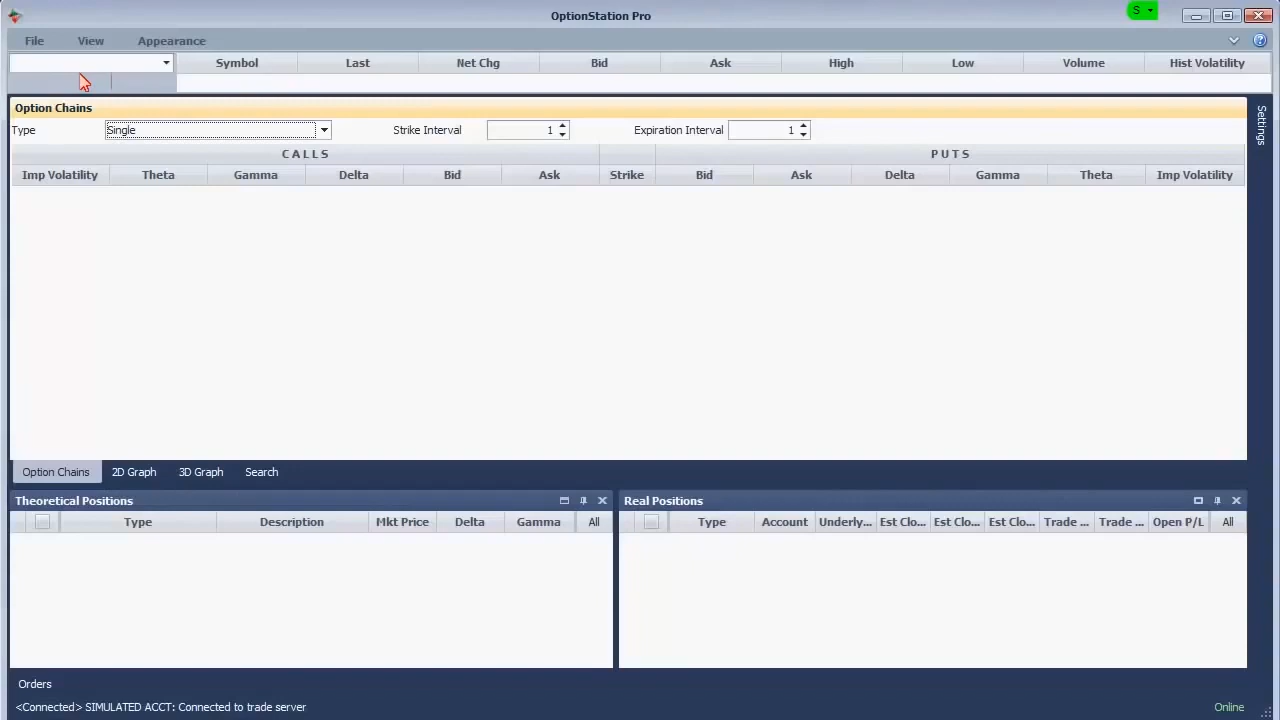 OptionStation Pro
S
File View Appearance
Symbol Last Net Chg Bid Ask High Low Volume Hist Volatility
Option Chains
Type Single Strike Interval 1 Expiration Interval 1
CALLS PUTS
Imp Volatility Theta Gamma Delta Bid Ask Strike Bid Ask Delta Gamma Theta Imp Volatility
Settings
Option Chains 2D Graph 3D Graph Search
Theoretical Positions
Type Description Mkt Price Delta Gamma All
Real Positions
Type Account Underly... Est Clo... Est Clo... Est Clo... Trade ... Trade ... Open P/L All
Orders
<Connected> SIMULATED ACCT: Connected to trade server Online